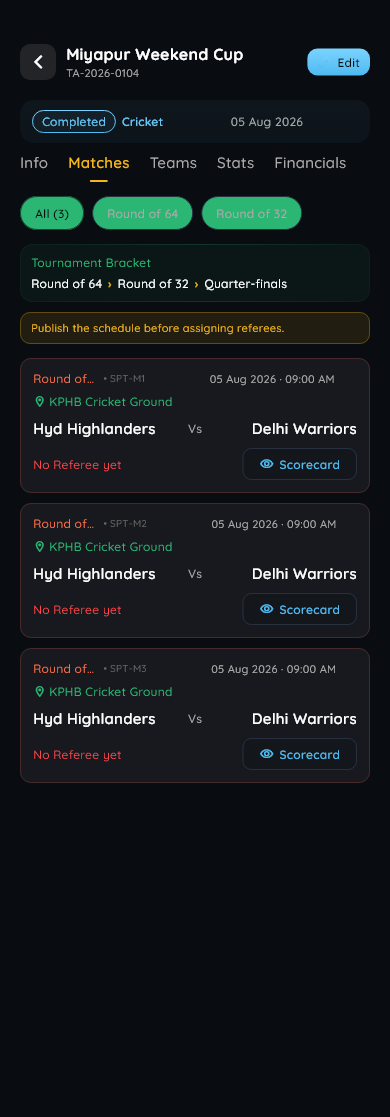 Miyapur Weekend Cup
TA-2026-0104
Edit
Completed Cricket 05 Aug 2026
Info Matches Teams Stats Financials
All (3) Round of 64 Round of 32
Tournament Bracket
Round of 64 › Round of 32 › Quarter-finals
Publish the schedule before assigning referees.
Round of... • SPT-M1 05 Aug 2026 · 09:00 AM
KPHB Cricket Ground
Hyd Highlanders Vs Delhi Warriors
No Referee yet Scorecard
Round of... • SPT-M2 05 Aug 2026 · 09:00 AM
KPHB Cricket Ground
Hyd Highlanders Vs Delhi Warriors
No Referee yet Scorecard
Round of... • SPT-M3 05 Aug 2026 · 09:00 AM
KPHB Cricket Ground
Hyd Highlanders Vs Delhi Warriors
No Referee yet Scorecard